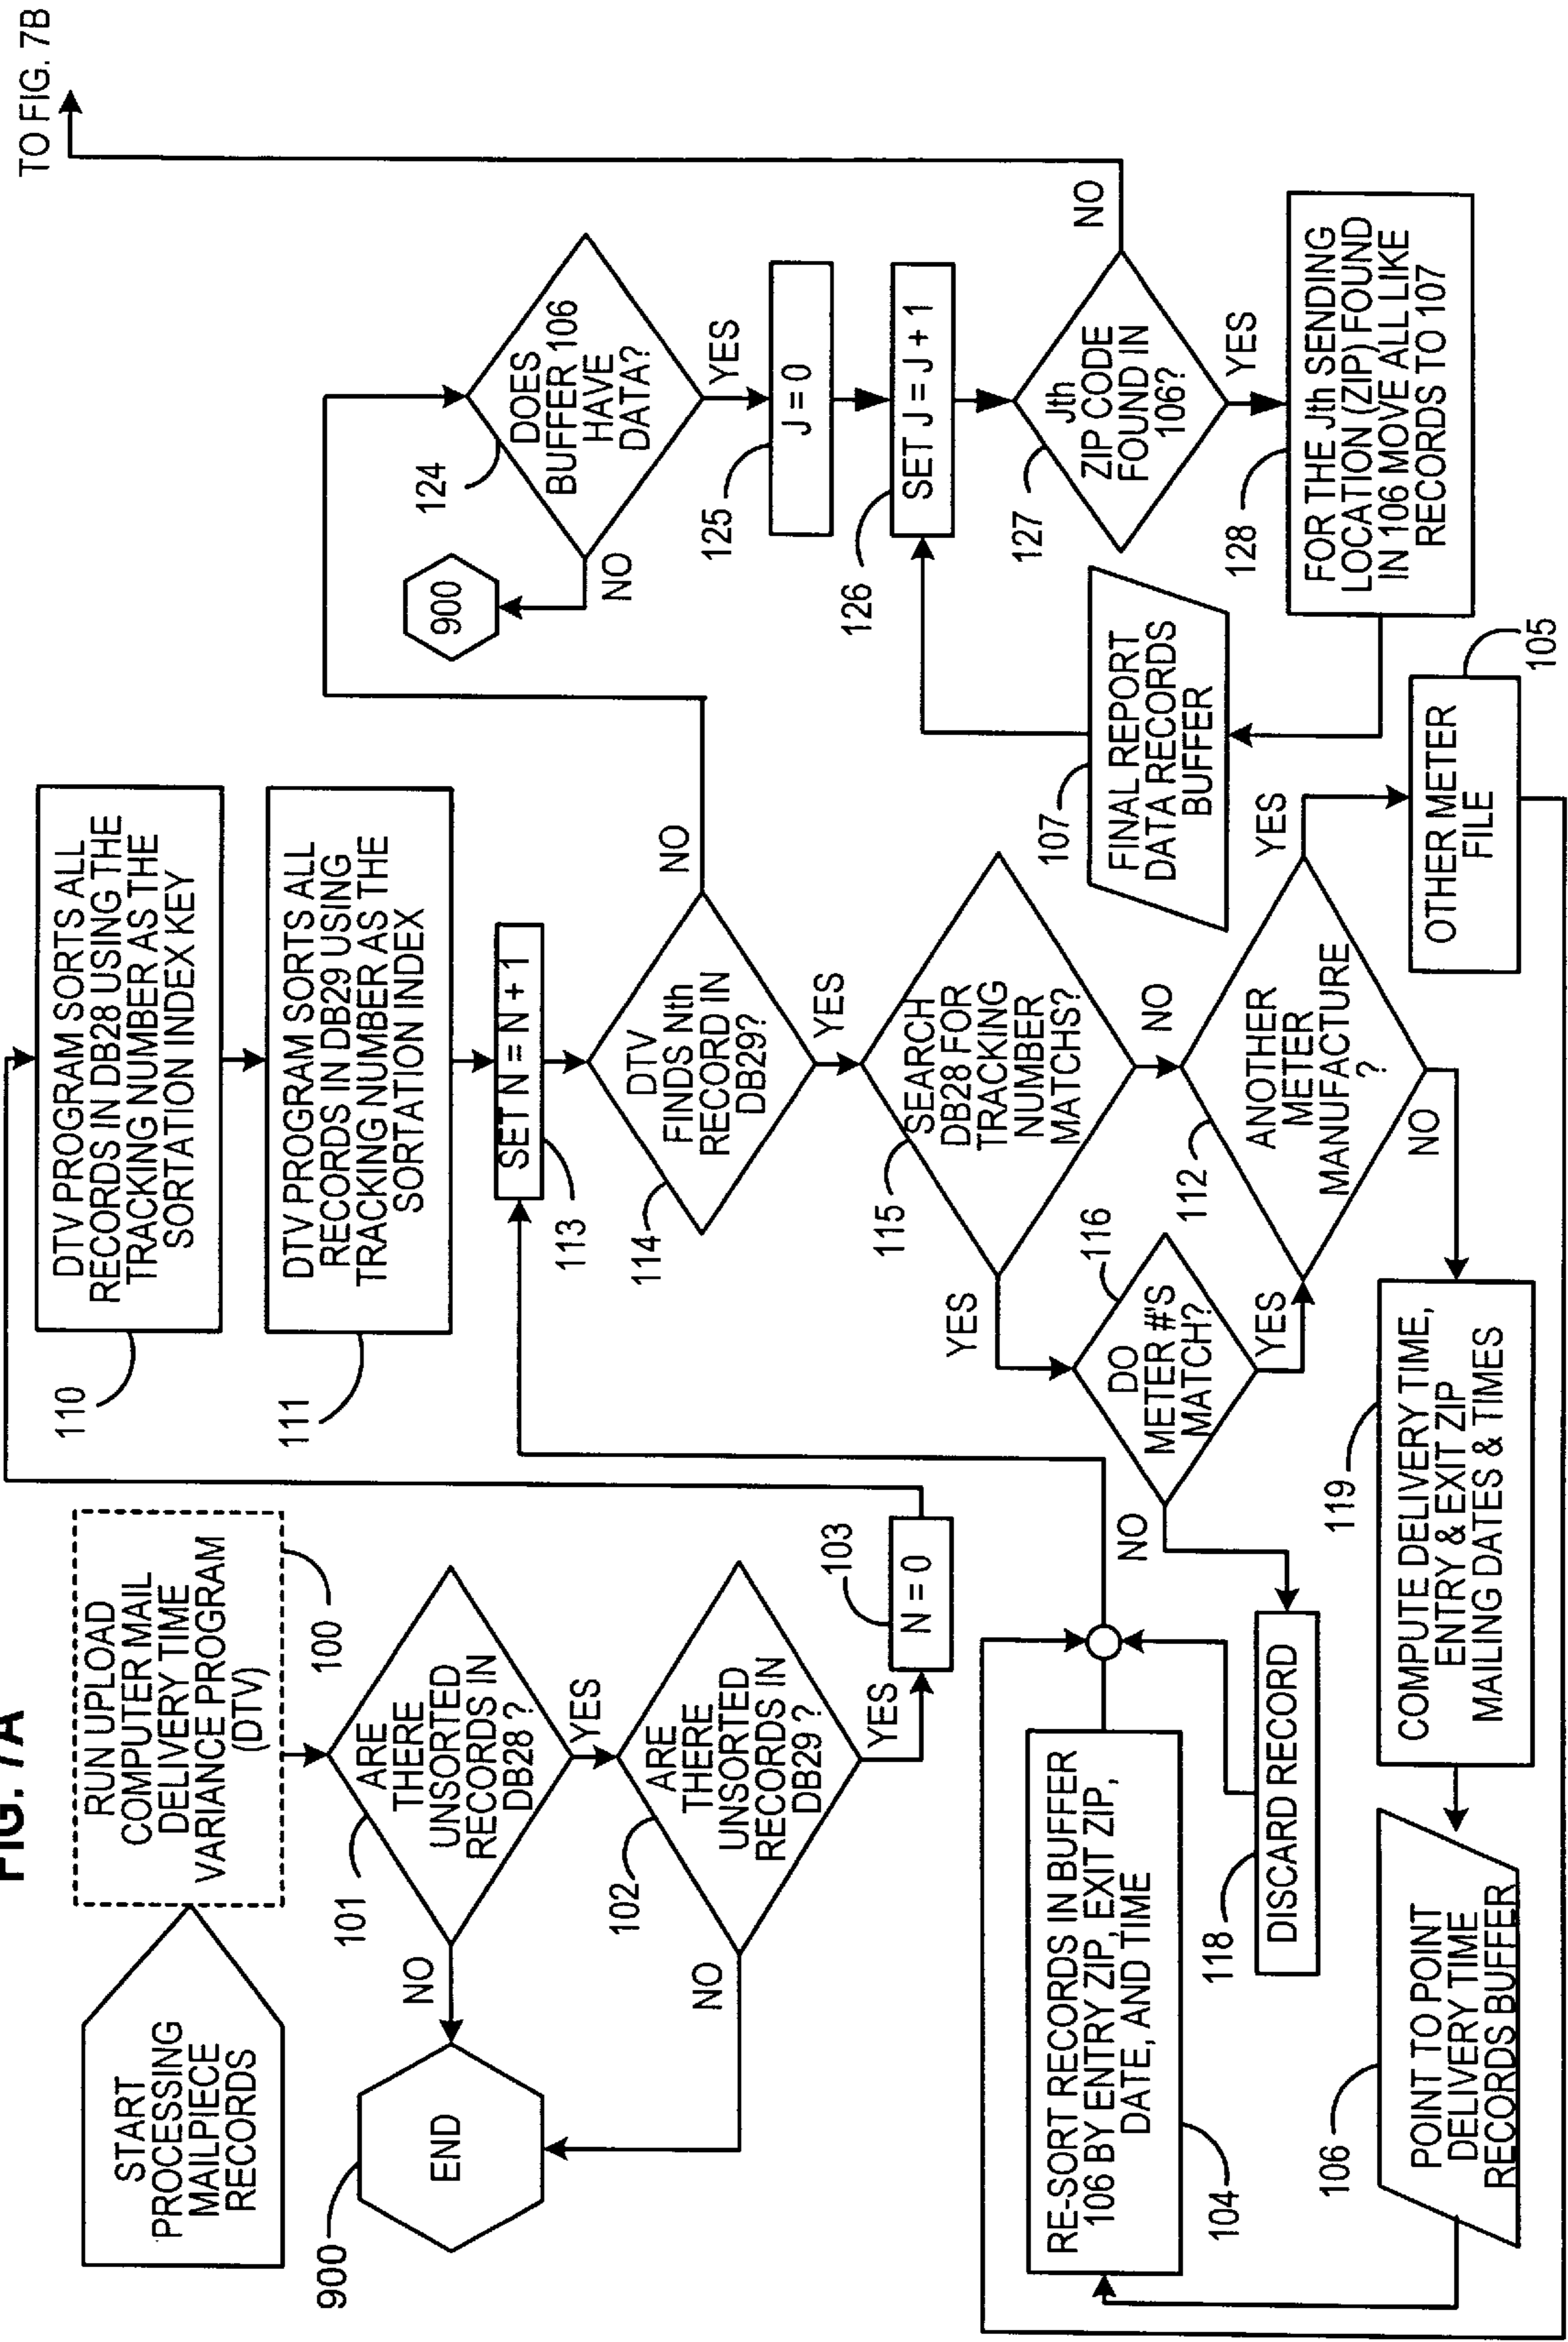 FIG. 7A
START
PROCESSING
MAILPIECE
RECORDS
RUN UPLOAD
COMPUTER MAIL
DELIVERY TIME
VARIANCE PROGRAM
(DTV)
100
ARE
THERE
UNSORTED
RECORDS IN
DB28 ?
101
NO
YES
END
900
ARE
THERE
UNSORTED
RECORDS IN
DB29 ?
102
NO
YES
N = 0
103
DTV PROGRAM SORTS ALL
RECORDS IN DB28 USING THE
TRACKING NUMBER AS THE
SORTATION INDEX KEY
110
DTV PROGRAM SORTS ALL
RECORDS IN DB29 USING
TRACKING NUMBER AS THE
SORTATION INDEX
111
SET N = N + 1
113
DTV
FINDS Nth
RECORD IN
DB29?
114
NO
YES
SEARCH
DB28 FOR
TRACKING
NUMBER
MATCHS?
115
YES
NO
DO
METER #'S
MATCH?
116
NO
YES
ANOTHER
METER
MANUFACTURE
?
112
YES
NO
OTHER METER
FILE
105
COMPUTE DELIVERY TIME,
ENTRY & EXIT ZIP
MAILING DATES & TIMES
119
DISCARD RECORD
118
POINT TO POINT
DELIVERY TIME
RECORDS BUFFER
106
RE-SORT RECORDS IN BUFFER
106 BY ENTRY ZIP, EXIT ZIP,
DATE, AND TIME
104
DOES
BUFFER 106
HAVE
DATA?
124
NO
900
YES
J = 0
125
SET J = J + 1
126
Jth
ZIP CODE
FOUND IN
106?
127
NO
TO FIG. 7B
YES
FOR THE Jth SENDING
LOCATION (ZIP) FOUND
IN 106 MOVE ALL LIKE
RECORDS TO 107
128
FINAL REPORT
DATA RECORDS
BUFFER
107